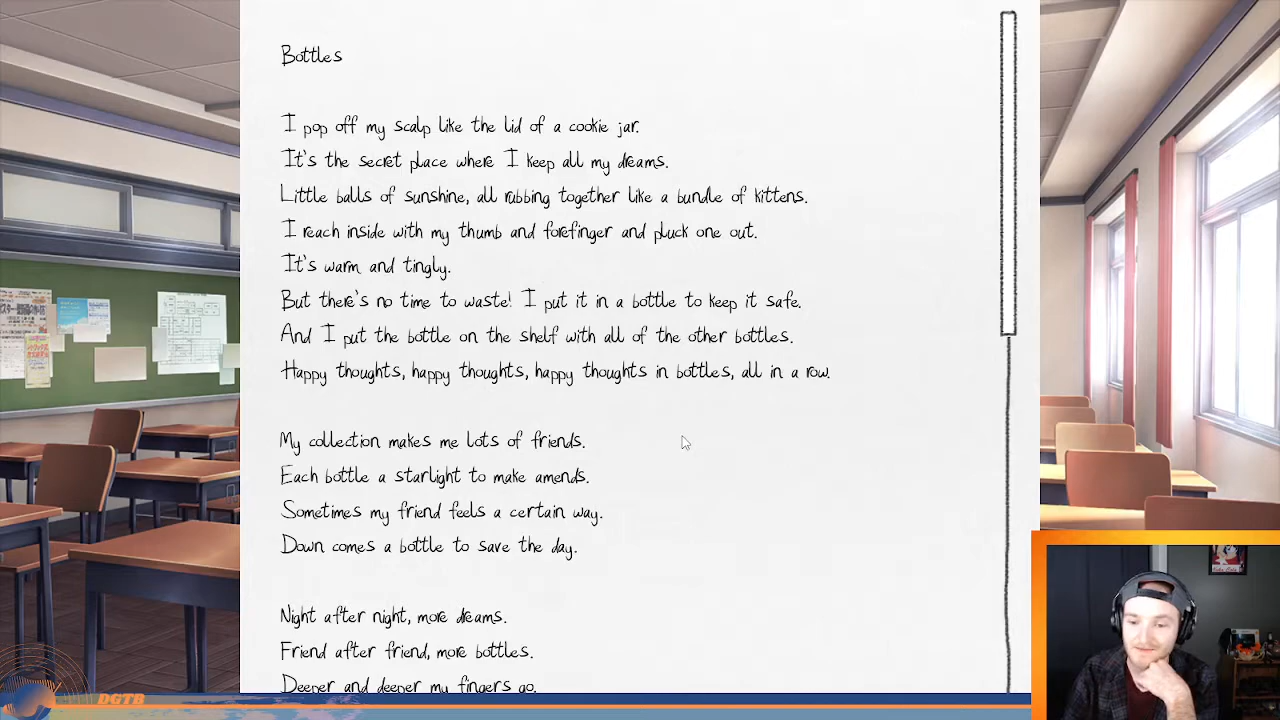 Bottles
I pop off my scalp like the lid of a cookie jar.
It's the secret place where I keep all my dreams.
Little balls of sunshine, all rubbing together like a bundle of kittens.
I reach inside with my thumb and forefinger and pluck one out.
It's warm and tingly.
But there's no time to waste! I put it in a bottle to keep it safe.
And I put the bottle on the shelf with all of the other bottles.
Happy thoughts, happy thoughts, happy thoughts in bottles, all in a row.
My collection makes me lots of friends.
Each bottle a starlight to make amends.
Sometimes my friend feels a certain way.
Down comes a bottle to save the day.
Night after night, more dreams.
Friend after friend, more bottles.
Deeper and deeper my fingers go.
DGTB